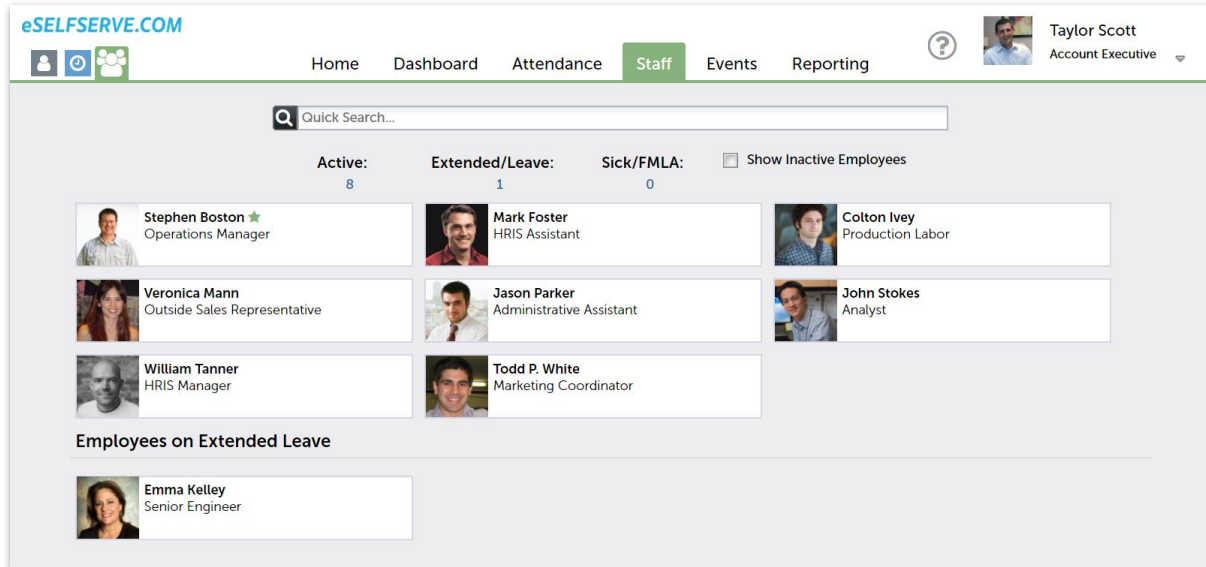 eSELFSERVE.COM
Taylor Scott
Account Executive
Home Dashboard Attendance Staff Events Reporting
?
Quick Search...
Active: Extended/Leave: Sick/FMLA: Show Inactive Employees
8 1 0
Stephen Boston
Operations Manager
Mark Foster
HRIS Assistant
Colton Ivey
Production Labor
Veronica Mann
Outside Sales Representative
Jason Parker
Administrative Assistant
John Stokes
Analyst
William Tanner
HRIS Manager
Todd P. White
Marketing Coordinator
Employees on Extended Leave
Emma Kelley
Senior Engineer